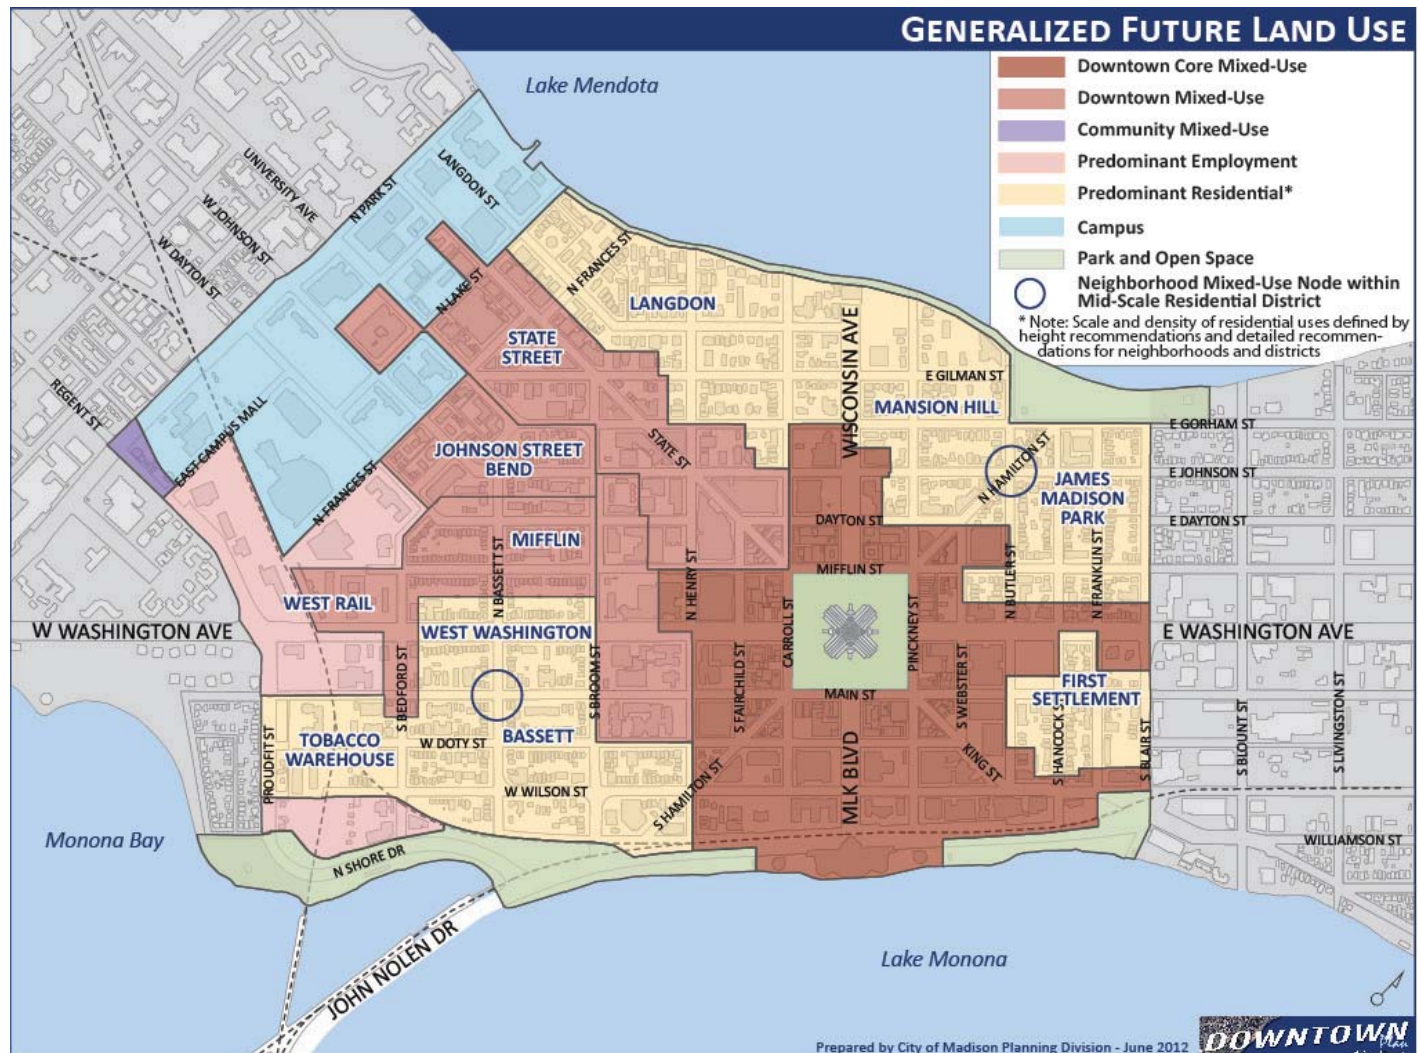 GENERALIZED FUTURE LAND USE
Downtown Core Mixed-Use
Downtown Mixed-Use
Community Mixed-Use
Predominant Employment
Predominant Residential*
Campus
Park and Open Space
Neighborhood Mixed-Use Node within
Mid-Scale Residential District
* Note: Scale and density of residential uses defined by
height recommendations and detailed recommen-
dations for neighborhoods and districts
Lake Mendota
UNIVERSITY AVE
W JOHNSON ST
W DAYTON ST
N PARK ST
LANGDON ST
N LAKE ST
N FRANCES ST
LANGDON
STATE
STREET
WISCONSIN AVE
E GILMAN ST
MANSION HILL
REGENT ST
EAST CAMPUS MALL
N FRANCES ST
JOHNSON STREET
BEND
STATE ST
N HAMILTON ST
JAMES
MADISON
PARK
E GORHAM ST
E JOHNSON ST
E DAYTON ST
DAYTON ST
MIFFLIN
N BASSETT ST
MIFFLIN ST
N HENRY ST
N BUTLER ST
N FRANKLIN ST
WEST RAIL
W WASHINGTON AVE
WEST WASHINGTON
CARROLL ST
PINCKNEY ST
E WASHINGTON AVE
S BEDFORD ST
S BROOM ST
S FAIRCHILD ST
MAIN ST
S WEBSTER ST
FIRST
SETTLEMENT
S HANCOCK S
S BLAIR ST
S BLOUNT ST
S LIVINGSTON ST
PROUDFIT ST
TOBACCO
WAREHOUSE
W DOTY ST
BASSETT
W WILSON ST
S HAMILTON ST
MLK BLVD
KING ST
WILLIAMSON ST
Monona Bay
N SHORE DR
JOHN NOLEN DR
Lake Monona
Prepared by City of Madison Planning Division - June 2012
DOWNTOWN
Plan